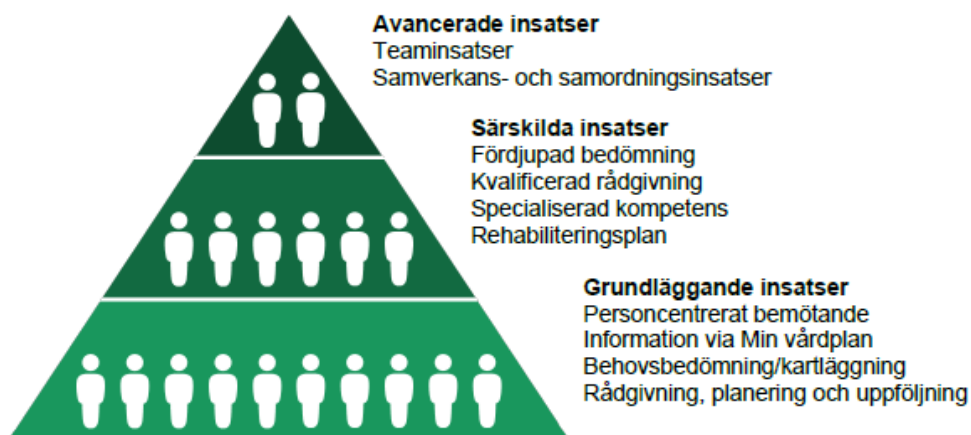 Avancerade insatser
Teaminsatser
Samverkans- och samordningsinsatser
Särskilda insatser
Fördjupad bedömning
Kvalificerad rådgivning
Specialiserad kompetens
Rehabiliteringsplan
Grundläggande insatser
Personcentrerat bemötande
Information via Min vårdplan
Behovsbedömning/kartläggning
Rådgivning, planering och uppföljning